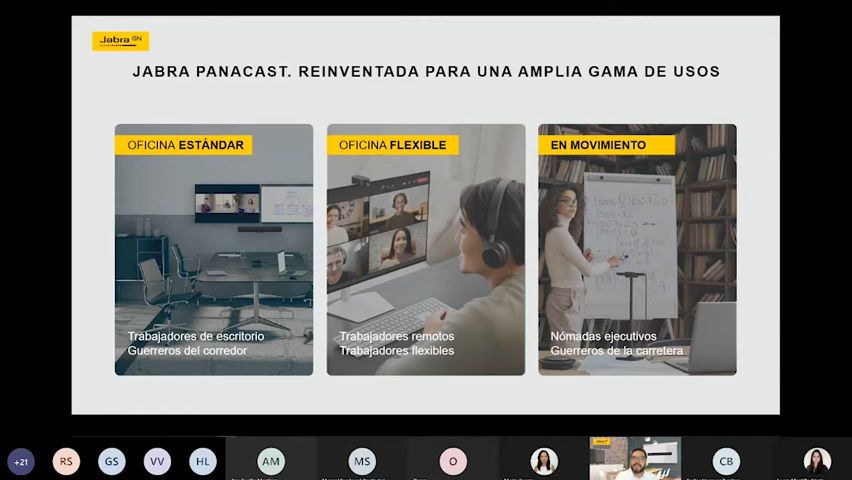 Jabra GN
JABRA PANACAST. REINVENTADA PARA UNA AMPLIA GAMA DE USOS
OFICINA ESTÁNDAR
Trabajadores de escritorio
Guerreros del corredor
OFICINA FLEXIBLE
Trabajadores remotos
Trabajadores flexibles
EN MOVIMIENTO
Nómadas ejecutivos
Guerreros de la carretera
+21
RS
GS
VV
HL
AM
MS
O
CB